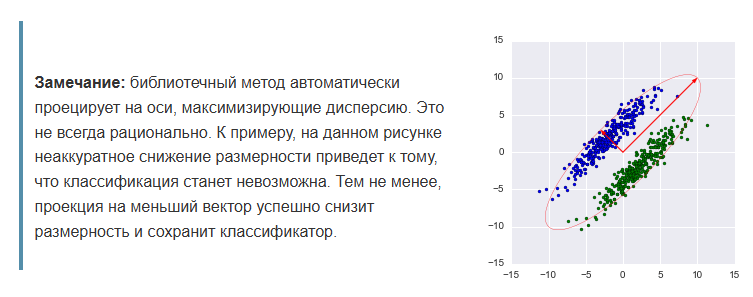 Замечание: библиотечный метод автоматически
проецирует на оси, максимизирующие дисперсию. Это
не всегда рационально. К примеру, на данном рисунке
неаккуратное снижение размерности приведет к тому,
что классификация станет невозможна. Тем не менее,
проекция на меньший вектор успешно снизит
размерность и сохранит классификатор.
15
10
5
0
−5
−10
−15
−15 −10 −5 0 5 10 15